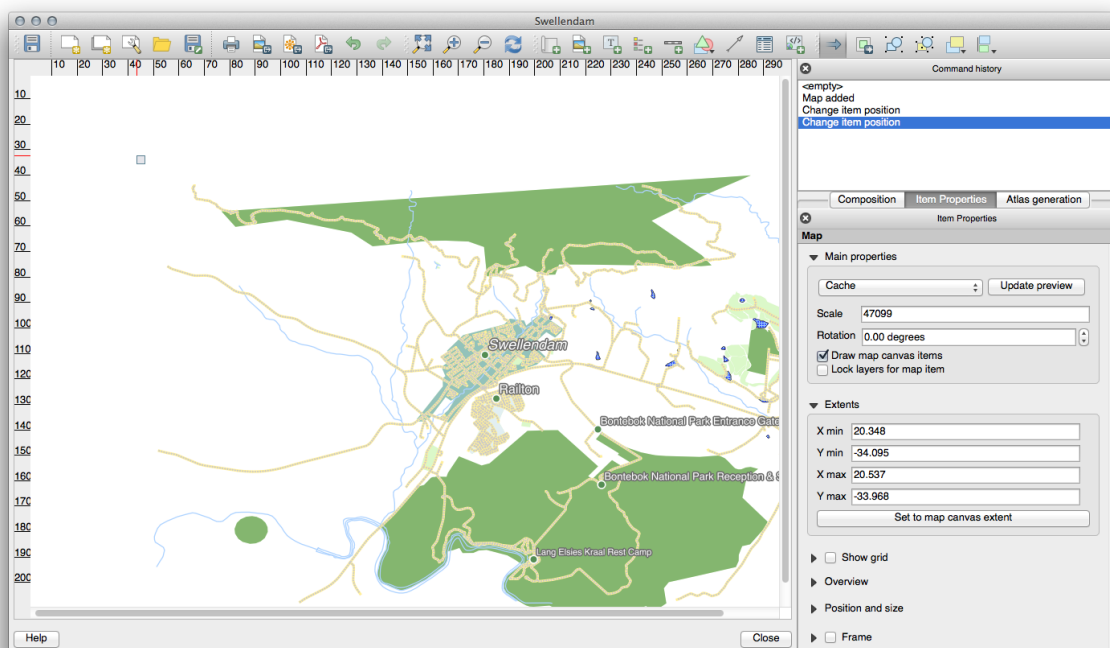 Swellendam
10 20 30 40 50 60 70 80 90 100 110 120 130 140 150 160 170 180 190 200 210 220 230 240 250 260 270 280 290
Command history
<empty>
Map added
Change item position
Change item position
Composition Item Properties Atlas generation
Item Properties
Map
Main properties
Cache Update preview
Scale 47099
Rotation 0.00 degrees
Draw map canvas items
Lock layers for map item
Extents
X min 20.348
Y min -34.095
X max 20.537
Y max -33.968
Set to map canvas extent
Show grid
Overview
Position and size
Frame
10
20
30
40
50
60
70
80
90
100
110
120
130
140
150
160
170
180
190
200
Swellendam
Railton
Bontebok National Park Entrance Gate
Bontebok National Park Reception &
Lang Elsies Kraal Rest Camp
Help Close